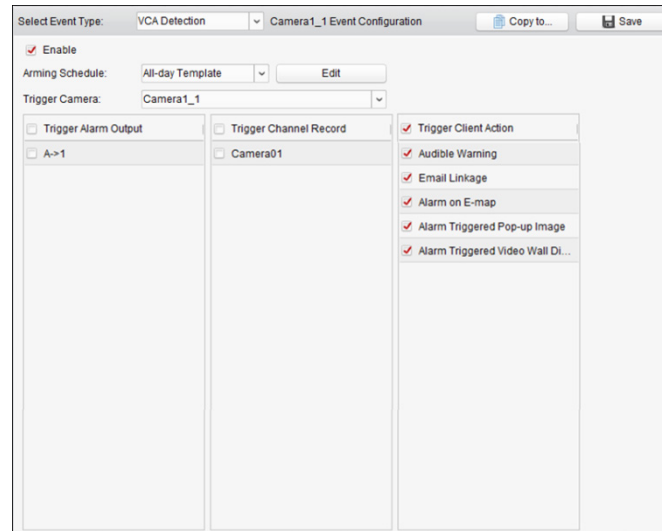 Select Event Type: VCA Detection Camera1_1 Event Configuration Copy to... Save
Enable
Arming Schedule: All-day Template Edit
Trigger Camera: Camera1_1
Trigger Alarm Output Trigger Channel Record Trigger Client Action
A->1 Camera01 Audible Warning
Email Linkage
Alarm on E-map
Alarm Triggered Pop-up Image
Alarm Triggered Video Wall Di...